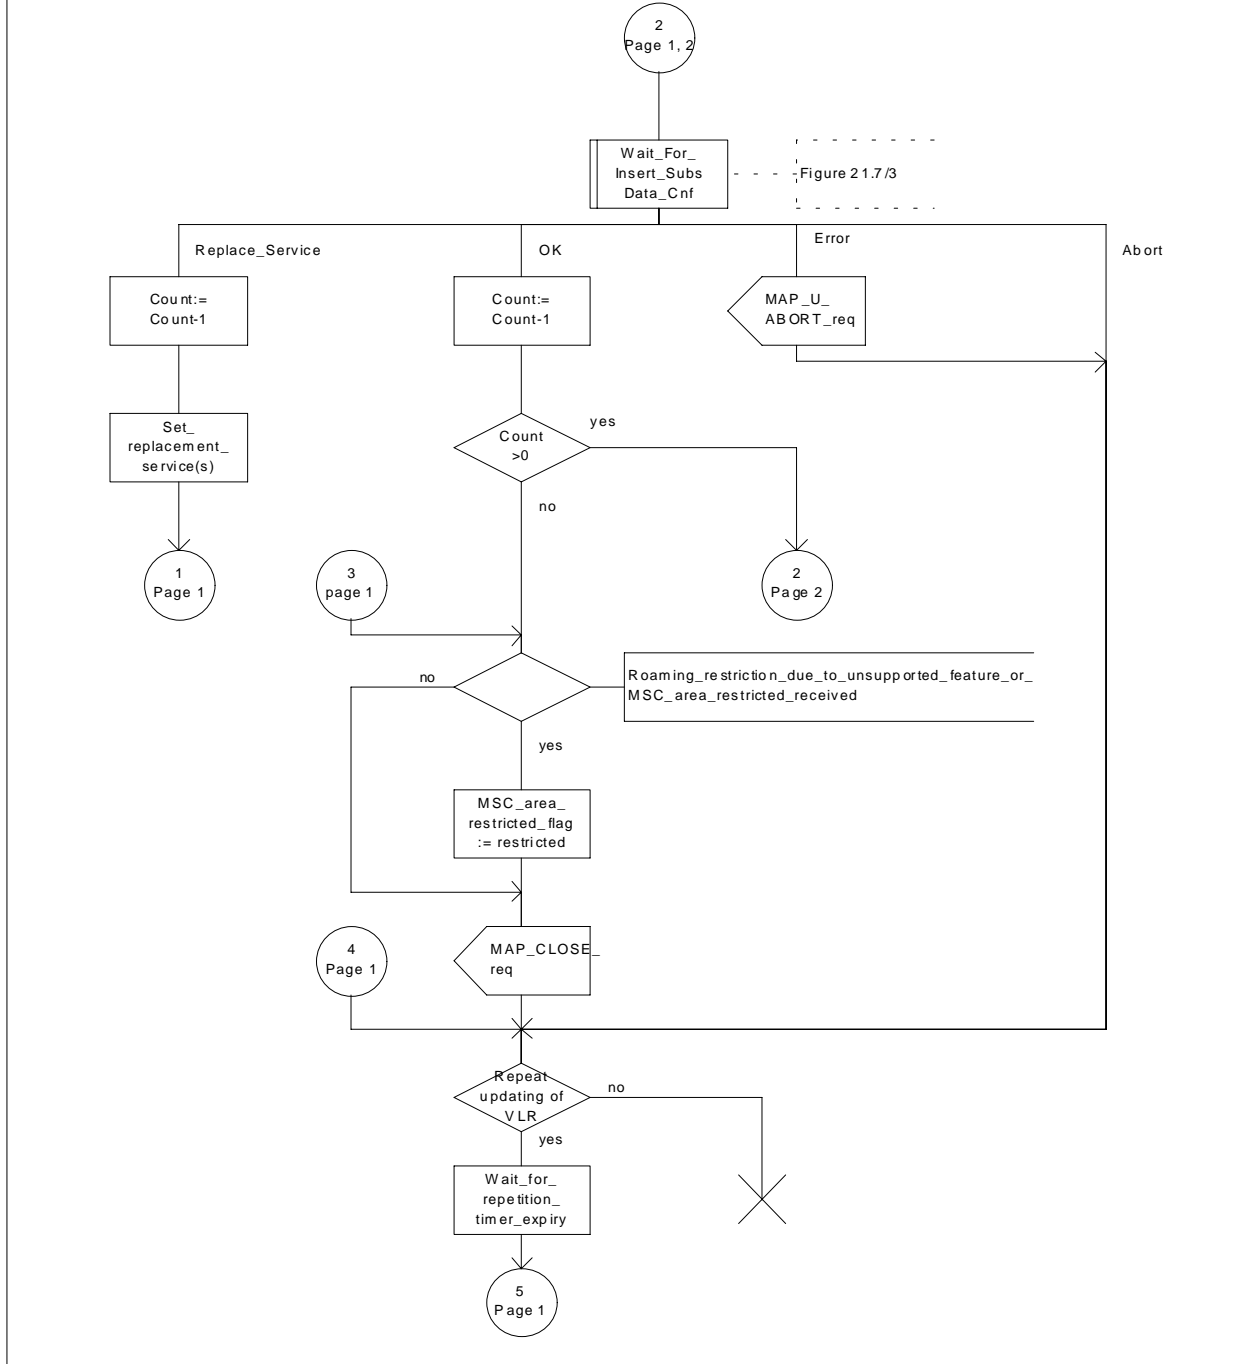 2
Page 1, 2
Wait_For_
Insert_Subs
Data_Cnf
Figure 21.7/3
Replace_Service
OK
Error
Abort
Count:=
Count-1
Count:=
Count-1
MAP_U_
ABORT_req
Set_
replacement_
service(s)
Count
>0
yes
no
1
Page 1
3
page 1
2
Page 2
no
Roaming_restriction_due_to_unsupported_feature_or_
MSC_area_restricted_received
yes
MSC_area_
restricted_flag
:= restricted
MAP_CLOSE_
req
4
Page 1
Repeat
updating of
VLR
no
yes
Wait_for_
repetition_
timer_expiry
5
Page 1